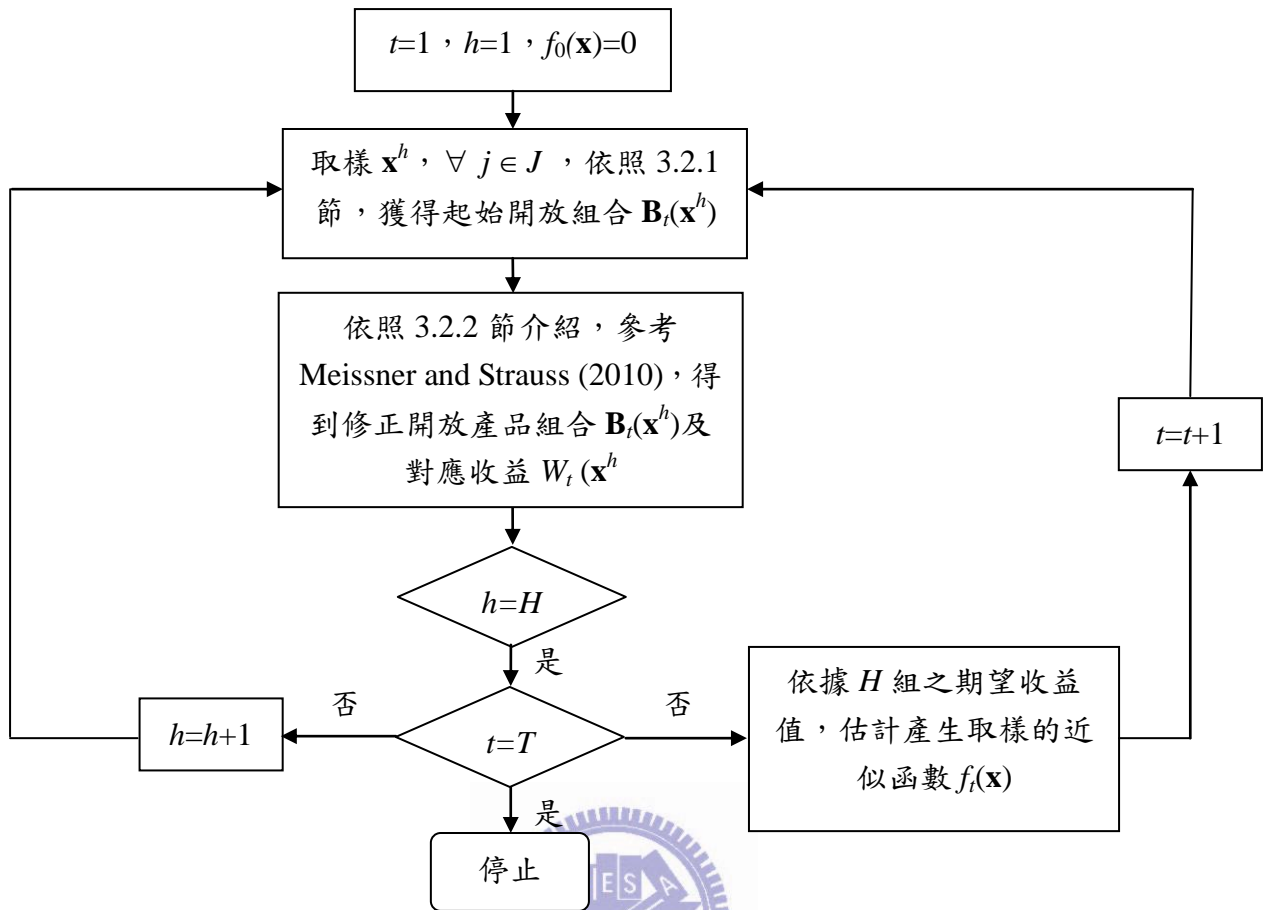 t=1，h=1，f₀(x)=0
取樣 xʰ，∀ j ∈ J ，依照 3.2.1
節，獲得起始開放組合 Bₜ(xʰ)
依照 3.2.2 節介紹，參考
Meissner and Strauss (2010)，得
到修正開放產品組合 Bₜ(xʰ)及
對應收益 Wₜ (xʰ
t=t+1
h=H
是
依據 H 組之期望收益
值，估計產生取樣的近
似函數 fₜ(x)
否
否
h=h+1
t=T
是
停止
ESA